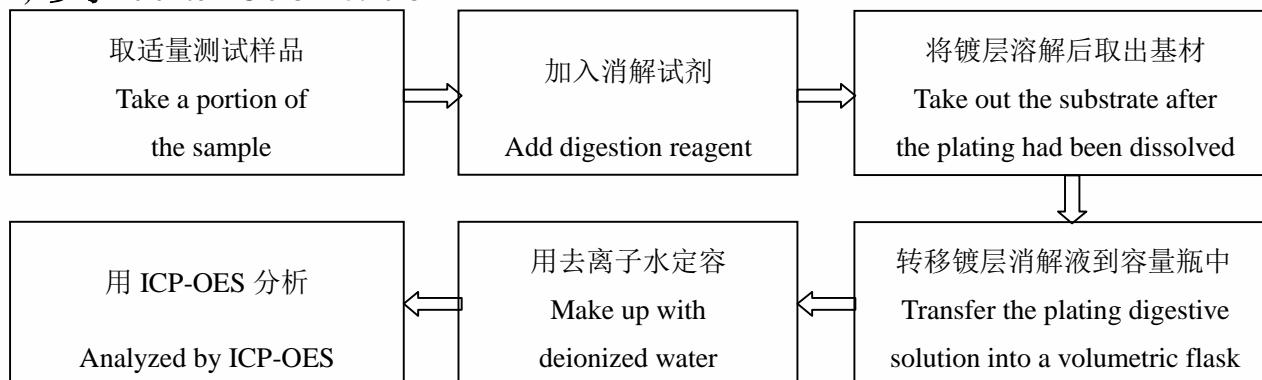 取适量测试样品
Take a portion of
the sample
加入消解试剂
Add digestion reagent
将镀层溶解后取出基材
Take out the substrate after
the plating had been dissolved
转移镀层消解液到容量瓶中
Transfer the plating digestive
solution into a volumetric flask
用去离子水定容
Make up with
deionized water
用 ICP-OES 分析
Analyzed by ICP-OES